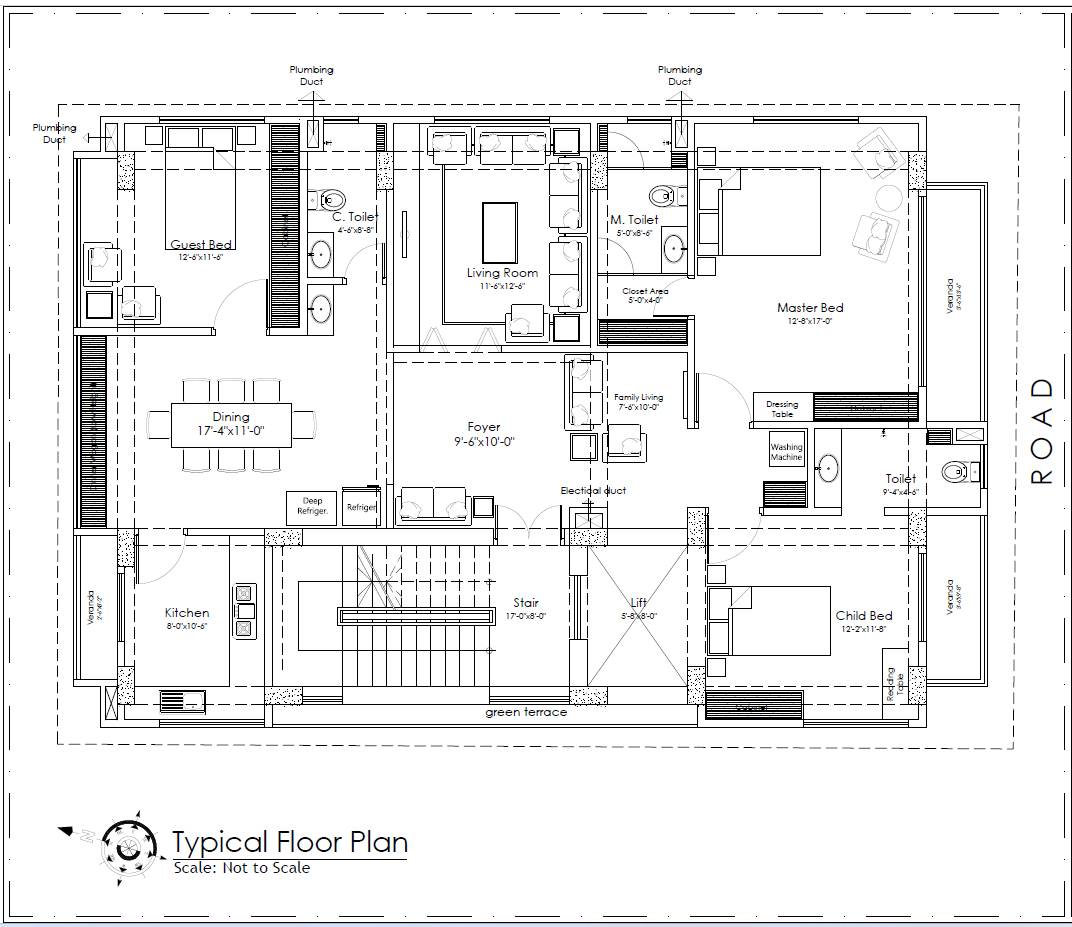 Plumbing
Duct
Plumbing
Duct
Plumbing
Duct
Guest Bed
12'-6"x11'-6"
C. Toilet
4'-6"x8'-8"
Living Room
11'-6"x12'-6"
M. Toilet
5'-0"x8'-6"
Closet Area
5'-0"x4-0"
Master Bed
12'-8"x17'-0"
Veranda
Dining
17'-4"x11'-0"
Foyer
9'-6"x10'-0"
Family Living
7'-6"x10'-0"
Dressing
Table
ROAD
Washing
Machine
Toilet
9'-4"x4'-6"
Deep
Refriger.
Refriger.
Electical duct
Veranda
Kitchen
8'-0"x10'-6"
Stair
17'-0"x8'-0"
Lift
5'-8"x8'-0"
Child Bed
12'-2"x11'-8"
Veranda
Reading
Table
green terrace
N
Typical Floor Plan
Scale: Not to Scale